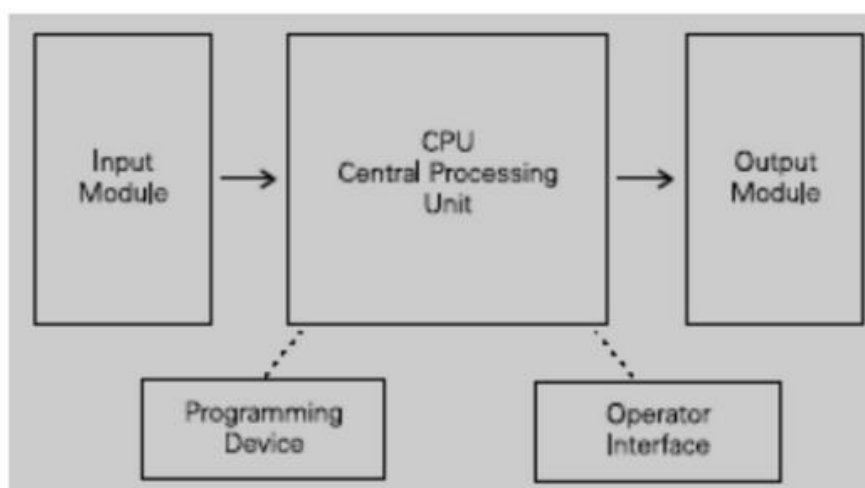 Input
Module
CPU
Central Processing
Unit
Output
Module
Programming
Device
Operator
Interface